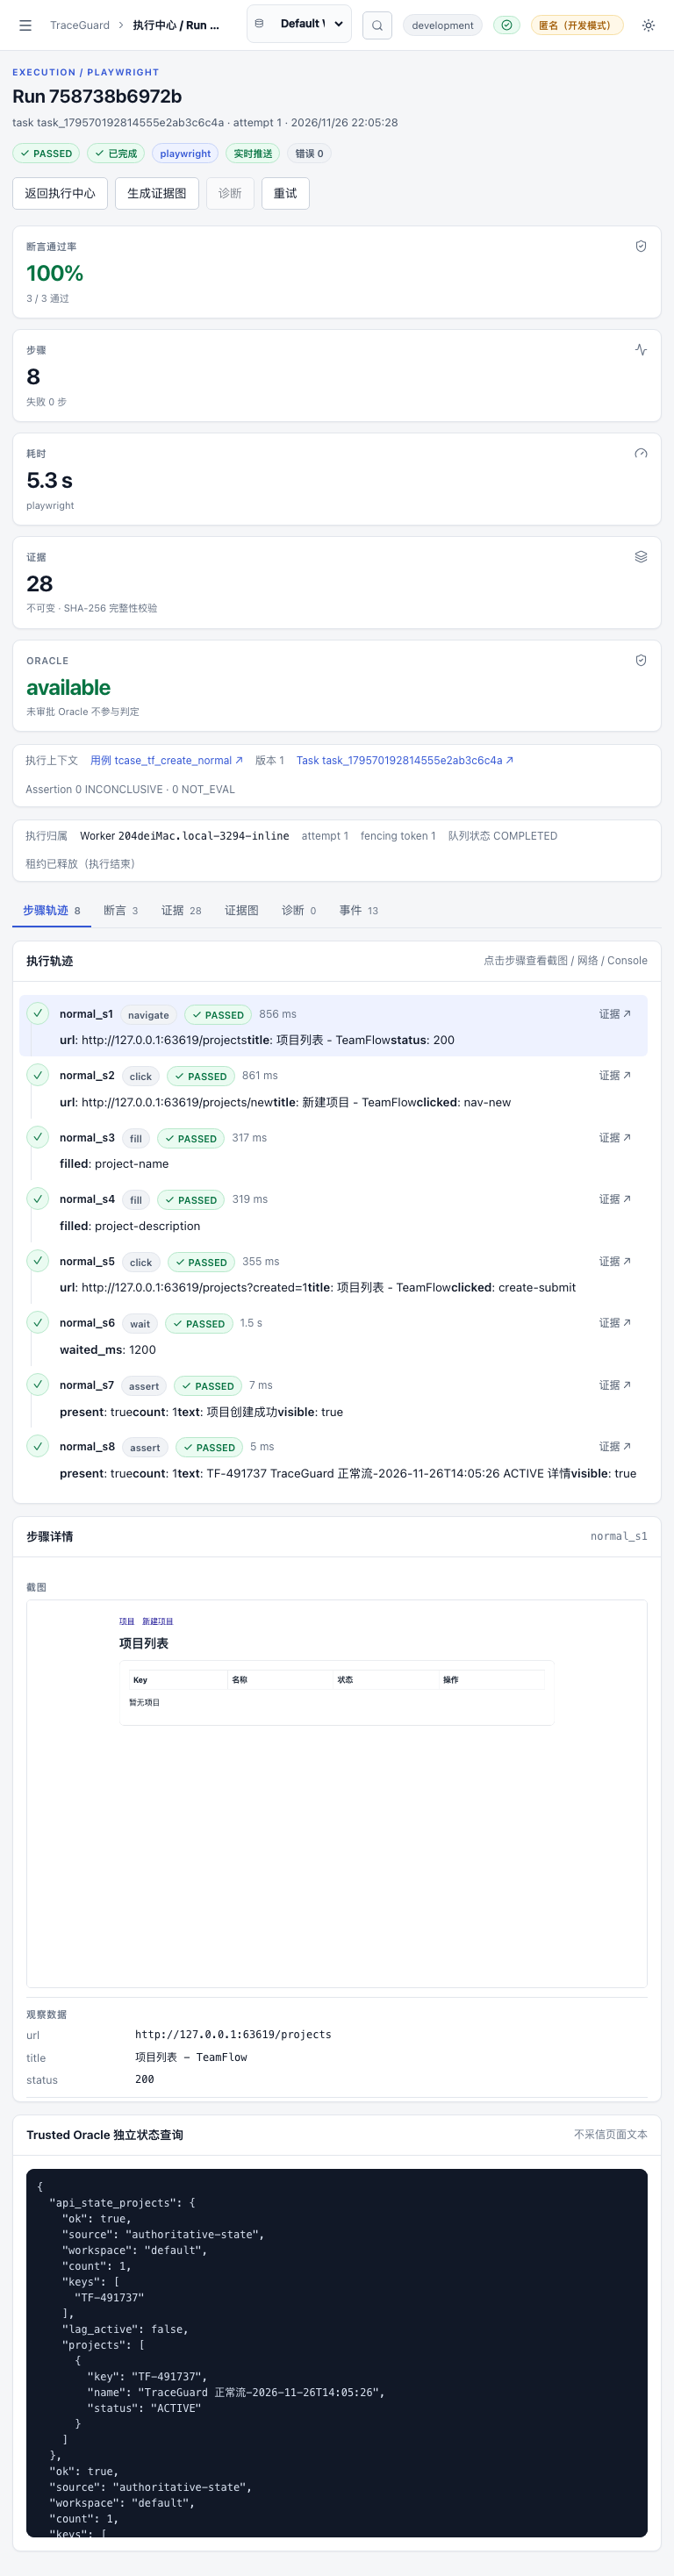 TraceGuard > 执行中心 / Run ... Default development 匿名（开发模式）
EXECUTION / PLAYWRIGHT
Run 758738b6972b
task task_179570192814555e2ab3c6c4a · attempt 1 · 2026/11/26 22:05:28
PASSED 已完成 playwright 实时推送 错误 0
返回执行中心 生成证据图 诊断 重试
断言通过率
100%
3 / 3 通过
步骤
8
失败 0 步
耗时
5.3 s
playwright
证据
28
不可变 · SHA-256 完整性校验
ORACLE
available
未审批 Oracle 不参与判定
执行上下文 用例 tcase_tf_create_normal ↗ 版本 1 Task task_179570192814555e2ab3c6c4a ↗
Assertion 0 INCONCLUSIVE · 0 NOT_EVAL
执行归属 Worker 204deiMac.local-3294-inline attempt 1 fencing token 1 队列状态 COMPLETED
租约已释放（执行结束）
步骤轨迹 8 断言 3 证据 28 证据图 诊断 0 事件 13
执行轨迹 点击步骤查看截图 / 网络 / Console
normal_s1 navigate PASSED 856 ms 证据 ↗
url: http://127.0.0.1:63619/projectstitle: 项目列表 - TeamFlowstatus: 200
normal_s2 click PASSED 861 ms 证据 ↗
url: http://127.0.0.1:63619/projects/newtitle: 新建项目 - TeamFlowclicked: nav-new
normal_s3 fill PASSED 317 ms 证据 ↗
filled: project-name
normal_s4 fill PASSED 319 ms 证据 ↗
filled: project-description
normal_s5 click PASSED 355 ms 证据 ↗
url: http://127.0.0.1:63619/projects?created=1title: 项目列表 - TeamFlowclicked: create-submit
normal_s6 wait PASSED 1.5 s 证据 ↗
waited_ms: 1200
normal_s7 assert PASSED 7 ms 证据 ↗
present: truecount: 1text: 项目创建成功visible: true
normal_s8 assert PASSED 5 ms 证据 ↗
present: truecount: 1text: TF-491737 TraceGuard 正常流-2026-11-26T14:05:26 ACTIVE 详情visible: true
步骤详情 normal_s1
截图
项目 新建项目
项目列表
Key 名称 状态 操作
暂无项目
观察数据
url http://127.0.0.1:63619/projects
title 项目列表 - TeamFlow
status 200
Trusted Oracle 独立状态查询 不采信页面文本
{
"api_state_projects": {
"ok": true,
"source": "authoritative-state",
"workspace": "default",
"count": 1,
"keys": [
"TF-491737"
],
"lag_active": false,
"projects": [
{
"key": "TF-491737",
"name": "TraceGuard 正常流-2026-11-26T14:05:26",
"status": "ACTIVE"
}
]
},
"ok": true,
"source": "authoritative-state",
"workspace": "default",
"count": 1,
"keys": [